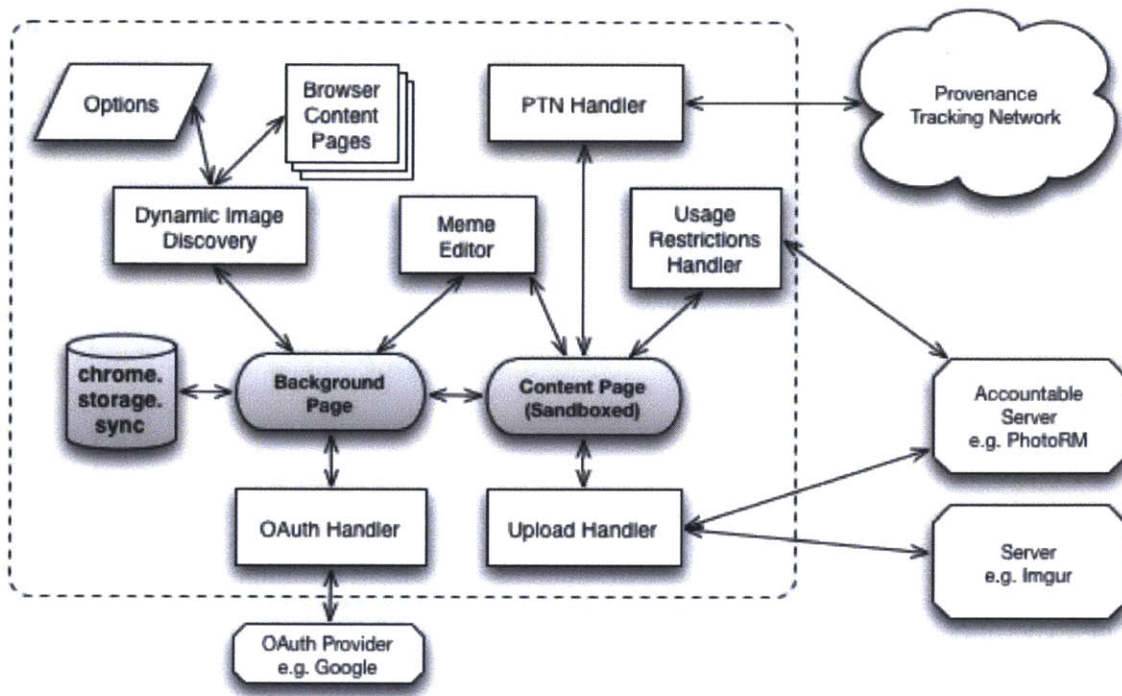 Options
Browser
Content
Pages
PTN Handler
Provenance
Tracking Network
Dynamic Image
Discovery
Meme
Editor
Usage
Restrictions
Handler
chrome.
storage.
sync
Background
Page
Content Page
(Sandboxed)
Accountable
Server
e.g. PhotoRM
OAuth Handler
Upload Handler
Server
e.g. Imgur
OAuth Provider
e.g. Google